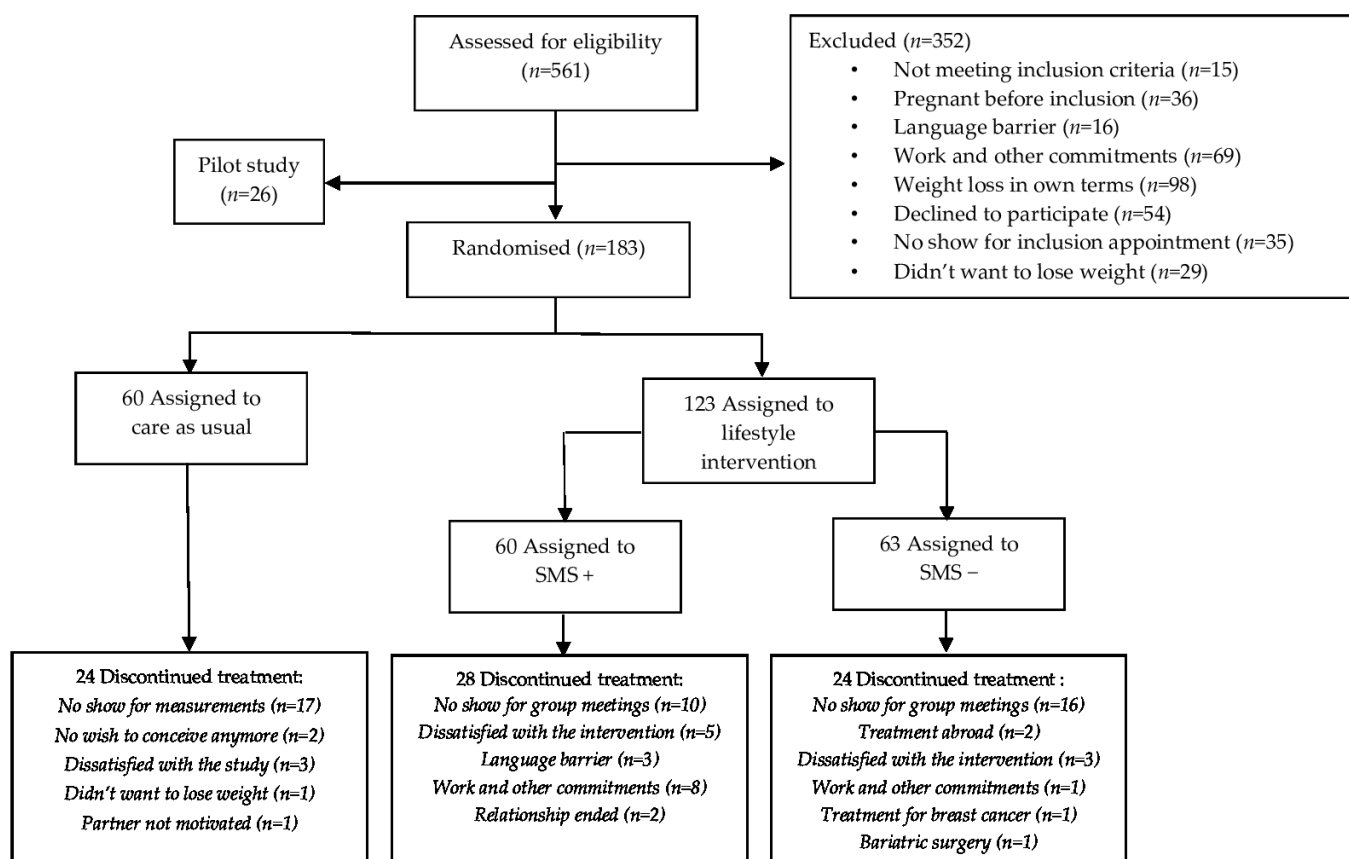 Assessed for eligibility
(n=561)
Excluded (n=352)
• Not meeting inclusion criteria (n=15)
• Pregnant before inclusion (n=36)
• Language barrier (n=16)
• Work and other commitments (n=69)
• Weight loss in own terms (n=98)
• Declined to participate (n=54)
• No show for inclusion appointment (n=35)
• Didn’t want to lose weight (n=29)
Pilot study
(n=26)
Randomised (n=183)
60 Assigned to
care as usual
123 Assigned to
lifestyle
intervention
60 Assigned to
SMS +
63 Assigned to
SMS −
24 Discontinued treatment:
No show for measurements (n=17)
No wish to conceive anymore (n=2)
Dissatisfied with the study (n=3)
Didn’t want to lose weight (n=1)
Partner not motivated (n=1)
28 Discontinued treatment:
No show for group meetings (n=10)
Dissatisfied with the intervention (n=5)
Language barrier (n=3)
Work and other commitments (n=8)
Relationship ended (n=2)
24 Discontinued treatment :
No show for group meetings (n=16)
Treatment abroad (n=2)
Dissatisfied with the intervention (n=3)
Work and other commitments (n=1)
Treatment for breast cancer (n=1)
Bariatric surgery (n=1)